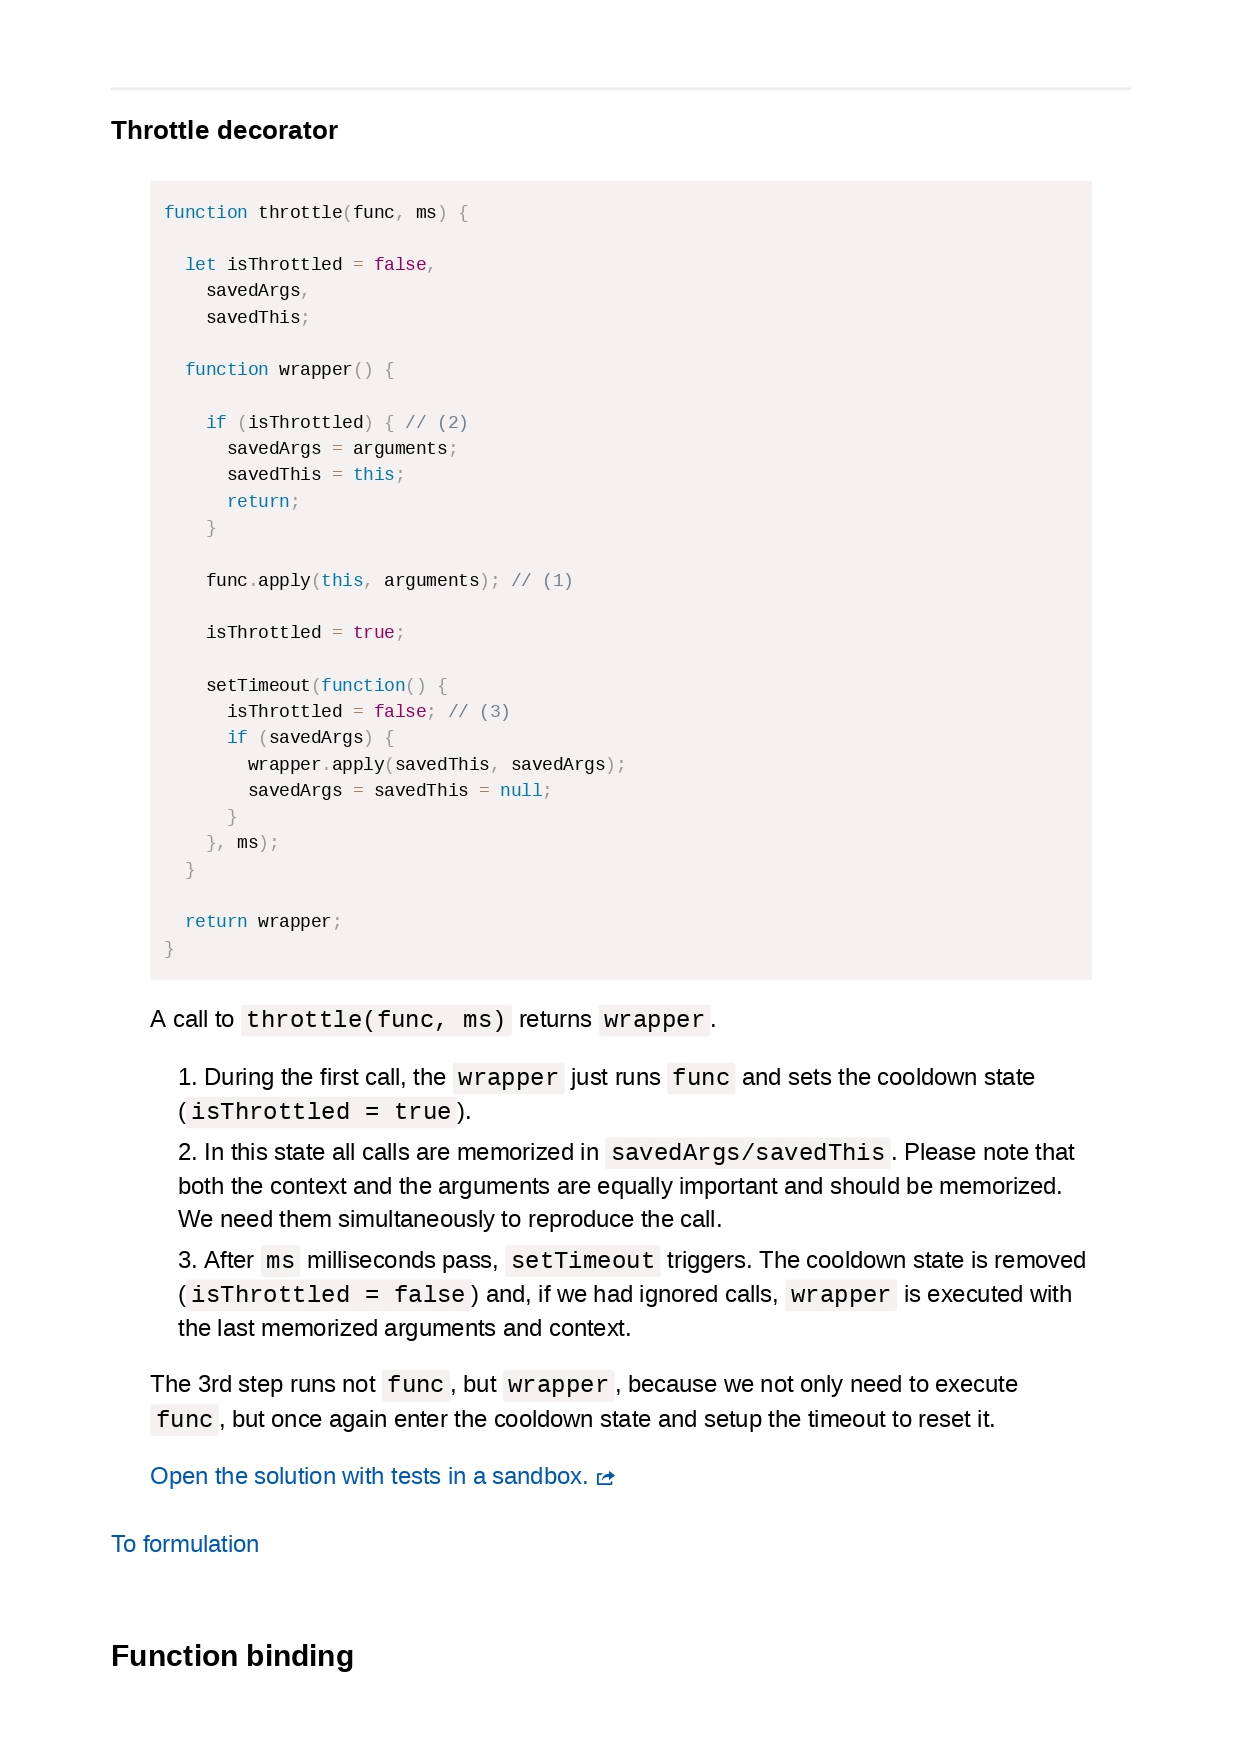 Throttle decorator
function throttle(func, ms) {
let isThrottled = false,
savedArgs,
savedThis;
function wrapper() {
if (isThrottled) { // (2)
savedArgs = arguments;
savedThis = this;
return;
}
func.apply(this, arguments); // (1)
isThrottled = true;
setTimeout(function() {
isThrottled = false; // (3)
if (savedArgs) {
wrapper.apply(savedThis, savedArgs);
savedArgs = savedThis = null;
}
}, ms);
}
return wrapper;
}
A call to throttle(func, ms) returns wrapper.
1. During the first call, the wrapper just runs func and sets the cooldown state
(isThrottled = true).
2. In this state all calls are memorized in savedArgs/savedThis. Please note that
both the context and the arguments are equally important and should be memorized.
We need them simultaneously to reproduce the call.
3. After ms milliseconds pass, setTimeout triggers. The cooldown state is removed
(isThrottled = false) and, if we had ignored calls, wrapper is executed with
the last memorized arguments and context.
The 3rd step runs not func, but wrapper, because we not only need to execute
func, but once again enter the cooldown state and setup the timeout to reset it.
Open the solution with tests in a sandbox.
To formulation
Function binding